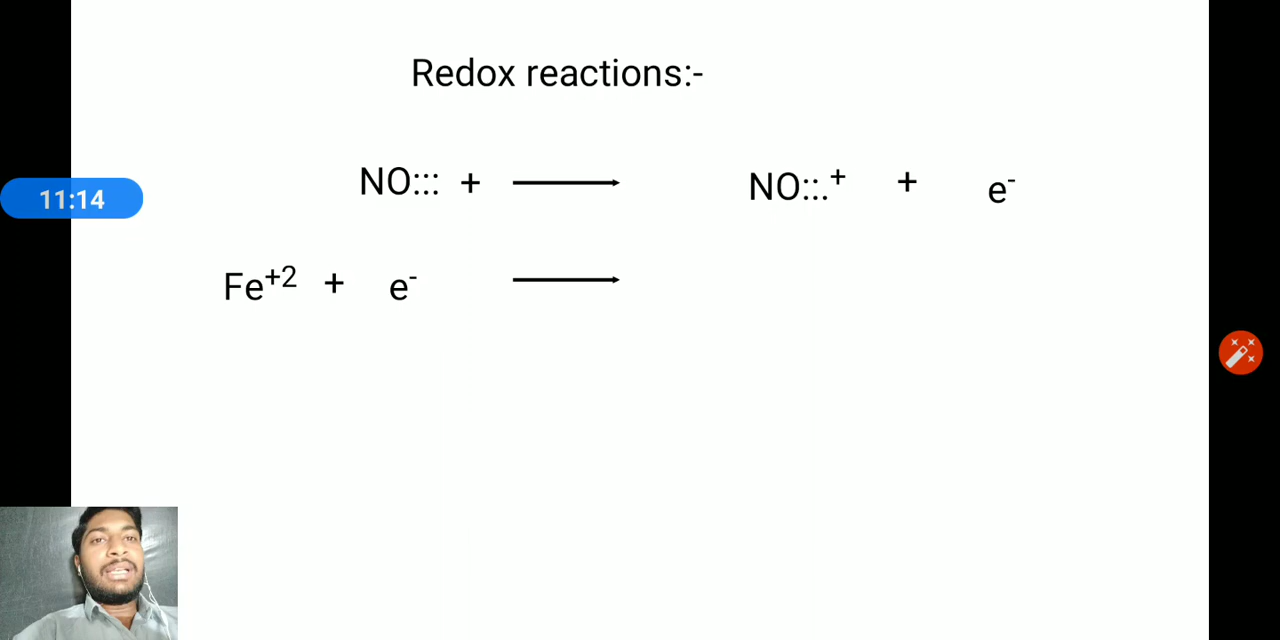 Redox reactions:-
NO::: + ⟶ NO::.⁺ + e⁻
11:14
Fe⁺² + e⁻ ⟶